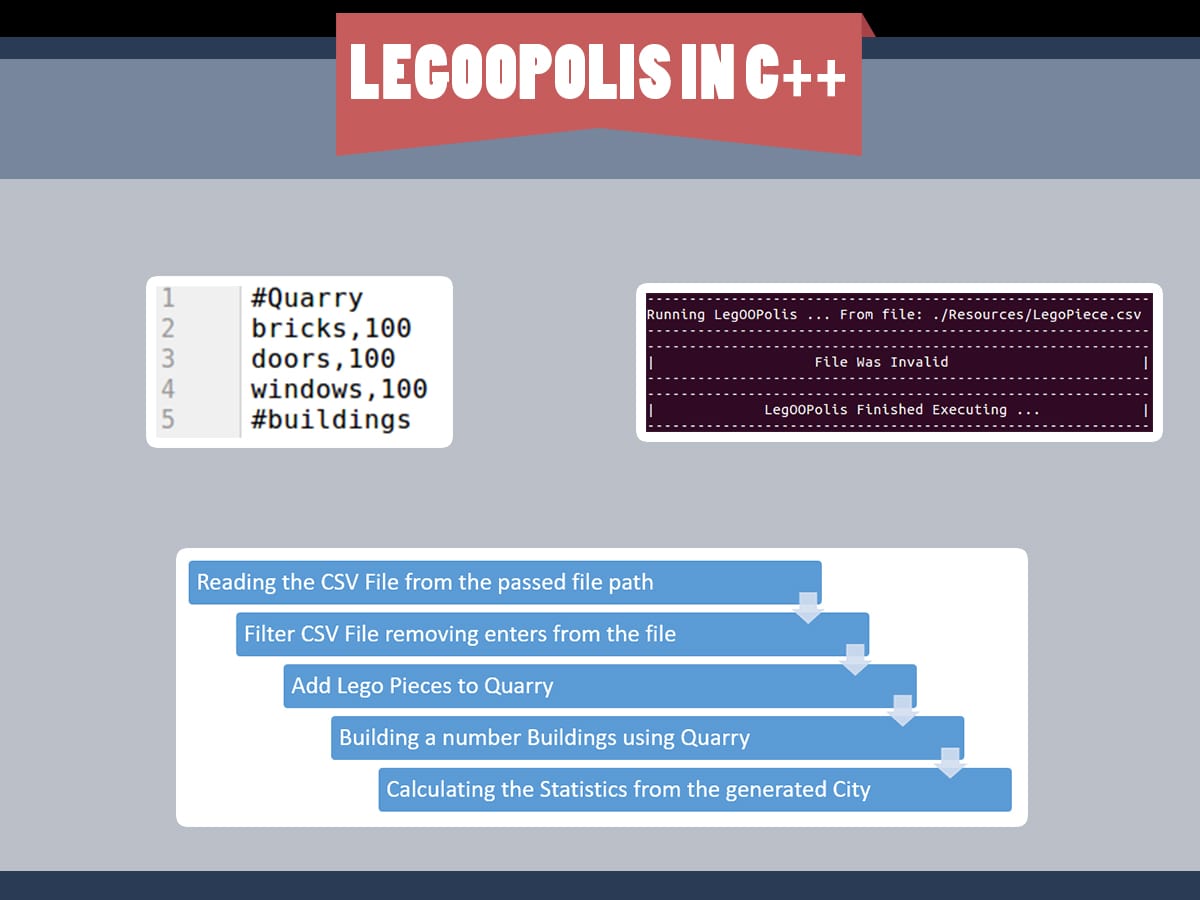 LEGOOPOLIS IN C++
1 #Quarry
2 bricks,100
3 doors,100
4 windows,100
5 #buildings
Running LegOOPolis ... From file: ./Resources/LegoPiece.csv
| File Was Invalid |
| LegOOPolis Finished Executing ... |
Reading the CSV File from the passed file path
Filter CSV File removing enters from the file
Add Lego Pieces to Quarry
Building a number Buildings using Quarry
Calculating the Statistics from the generated City